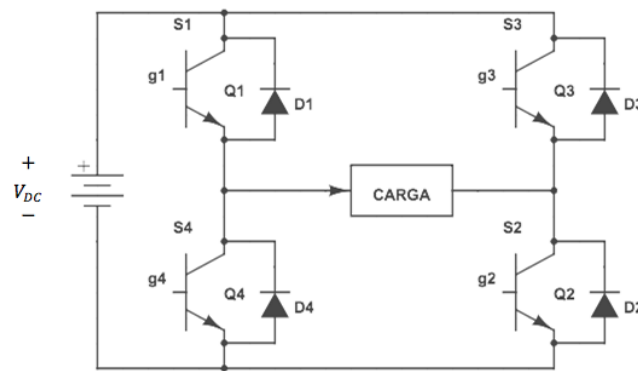 S1
S3
g1
Q1
D1
g3
Q3
D3
+
+
V_DC
−
CARGA
S4
S2
g4
Q4
D4
g2
Q2
D2